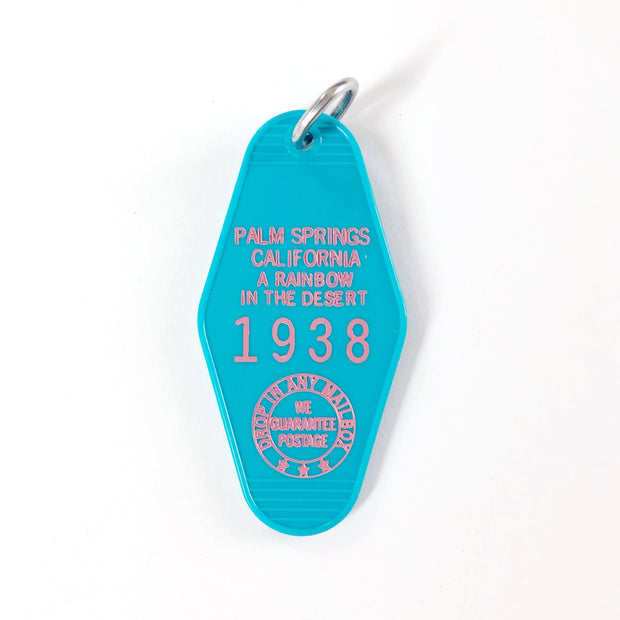 PALM SPRINGS
CALIFORNIA
A RAINBOW
IN THE DESERT
1938
DROP IN ANY MAILBOX
WE
GUARANTEE
POSTAGE